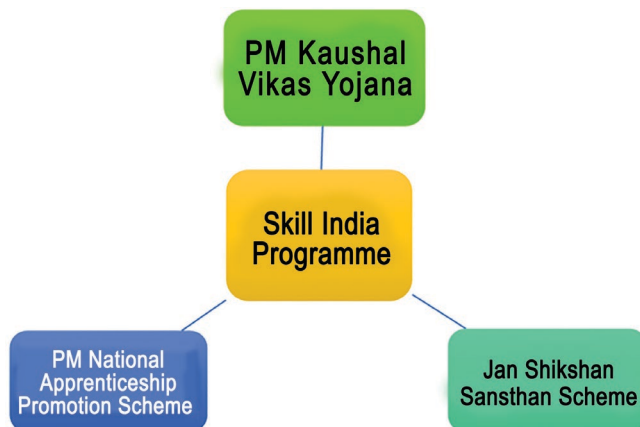 PM Kaushal
Vikas Yojana
Skill India
Programme
PM National
Apprenticeship
Promotion Scheme
Jan Shikshan
Sansthan Scheme